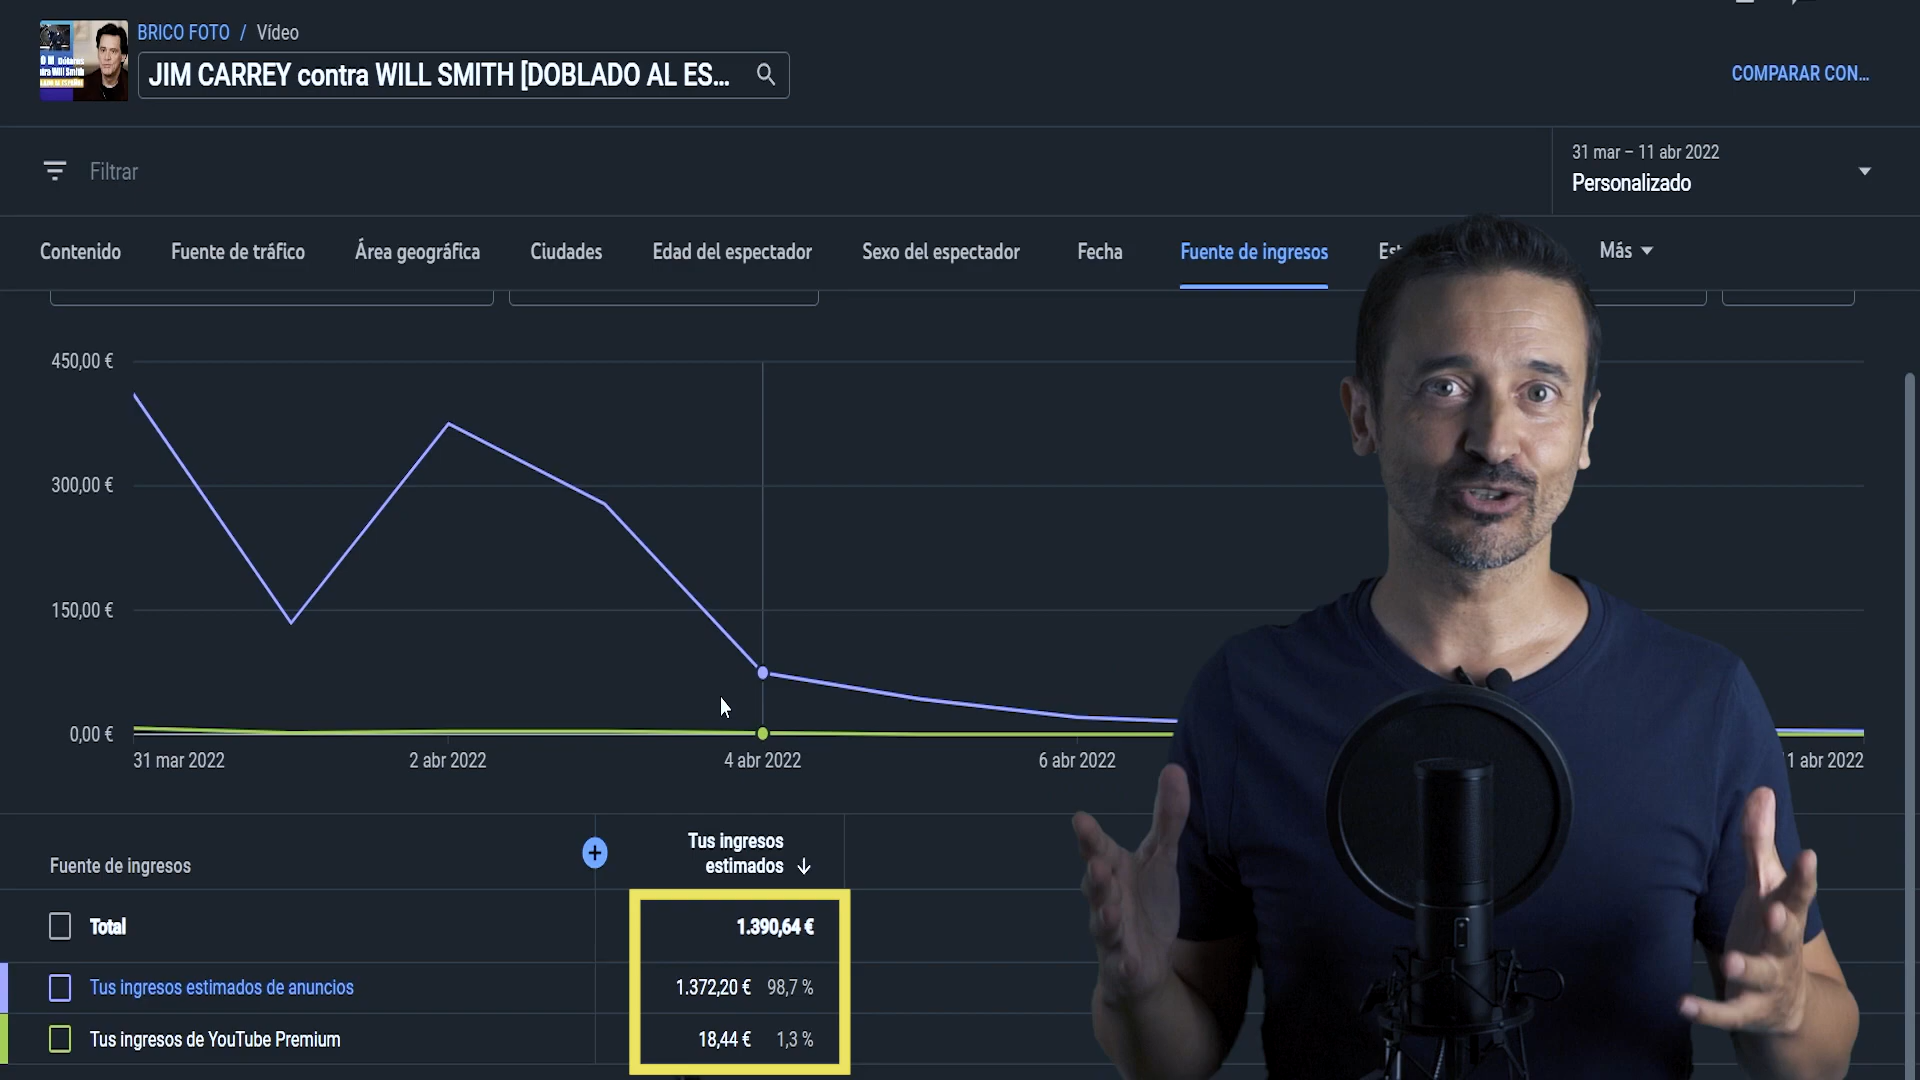 BRICO FOTO / Vídeo
JIM CARREY contra WILL SMITH [DOBLADO AL ES...
COMPARAR CON...
Filtrar
31 mar – 11 abr 2022
Personalizado
Contenido Fuente de tráfico Área geográfica Ciudades Edad del espectador Sexo del espectador Fecha Fuente de ingresos Más
450,00 €
300,00 €
150,00 €
0,00 €
31 mar 2022 2 abr 2022 4 abr 2022 6 abr 2022 1 abr 2022
Fuente de ingresos
Tus ingresos
estimados
Total 1.390,64 €
Tus ingresos estimados de anuncios 1.372,20 € 98,7 %
Tus ingresos de YouTube Premium 18,44 € 1,3 %